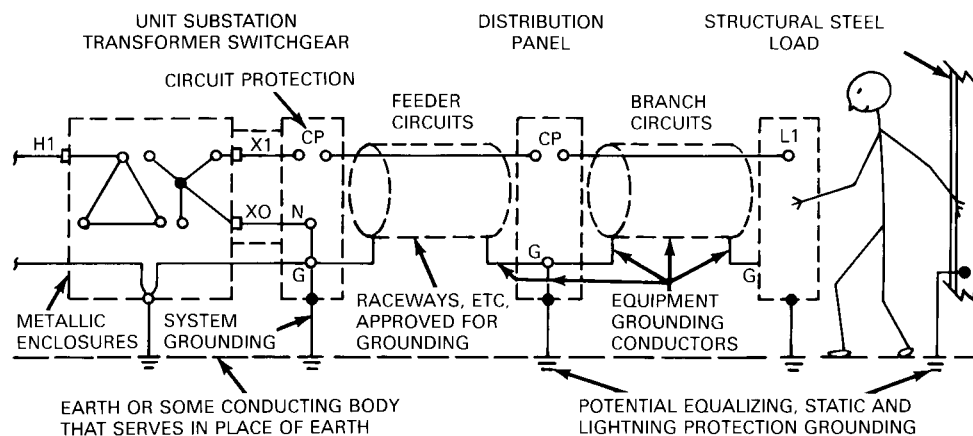 UNIT SUBSTATION
TRANSFORMER SWITCHGEAR
DISTRIBUTION
PANEL
STRUCTURAL STEEL
LOAD
CIRCUIT PROTECTION
FEEDER
CIRCUITS
BRANCH
CIRCUITS
H1
X1
CP
CP
L1
XO
N
G
G
G
METALLIC
ENCLOSURES
SYSTEM
GROUNDING
RACEWAYS, ETC,
APPROVED FOR
GROUNDING
EQUIPMENT
GROUNDING
CONDUCTORS
EARTH OR SOME CONDUCTING BODY
THAT SERVES IN PLACE OF EARTH
POTENTIAL EQUALIZING, STATIC AND
LIGHTNING PROTECTION GROUNDING